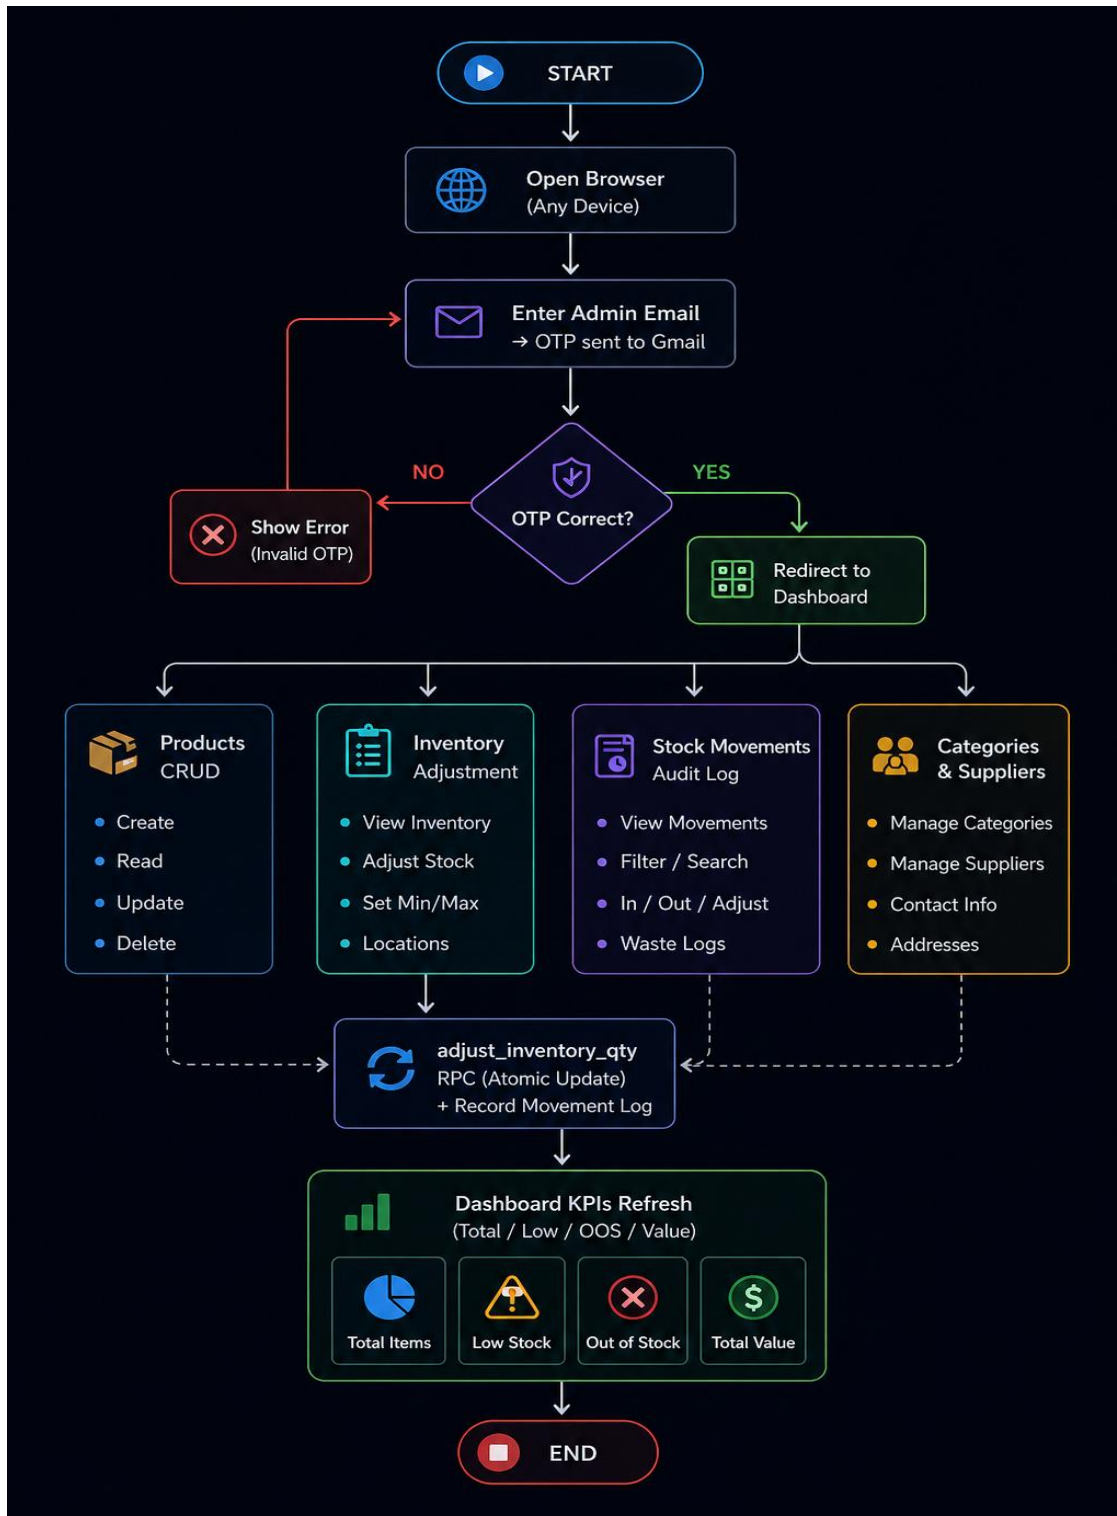 START
Open Browser
(Any Device)
Enter Admin Email
→ OTP sent to Gmail
NO
YES
OTP Correct?
Show Error
(Invalid OTP)
Redirect to
Dashboard
Products
CRUD
• Create
• Read
• Update
• Delete
Inventory
Adjustment
• View Inventory
• Adjust Stock
• Set Min/Max
• Locations
Stock Movements
Audit Log
• View Movements
• Filter / Search
• In / Out / Adjust
• Waste Logs
Categories
& Suppliers
• Manage Categories
• Manage Suppliers
• Contact Info
• Addresses
adjust_inventory_qty
RPC (Atomic Update)
+ Record Movement Log
Dashboard KPIs Refresh
(Total / Low / OOS / Value)
Total Items
Low Stock
Out of Stock
Total Value
END